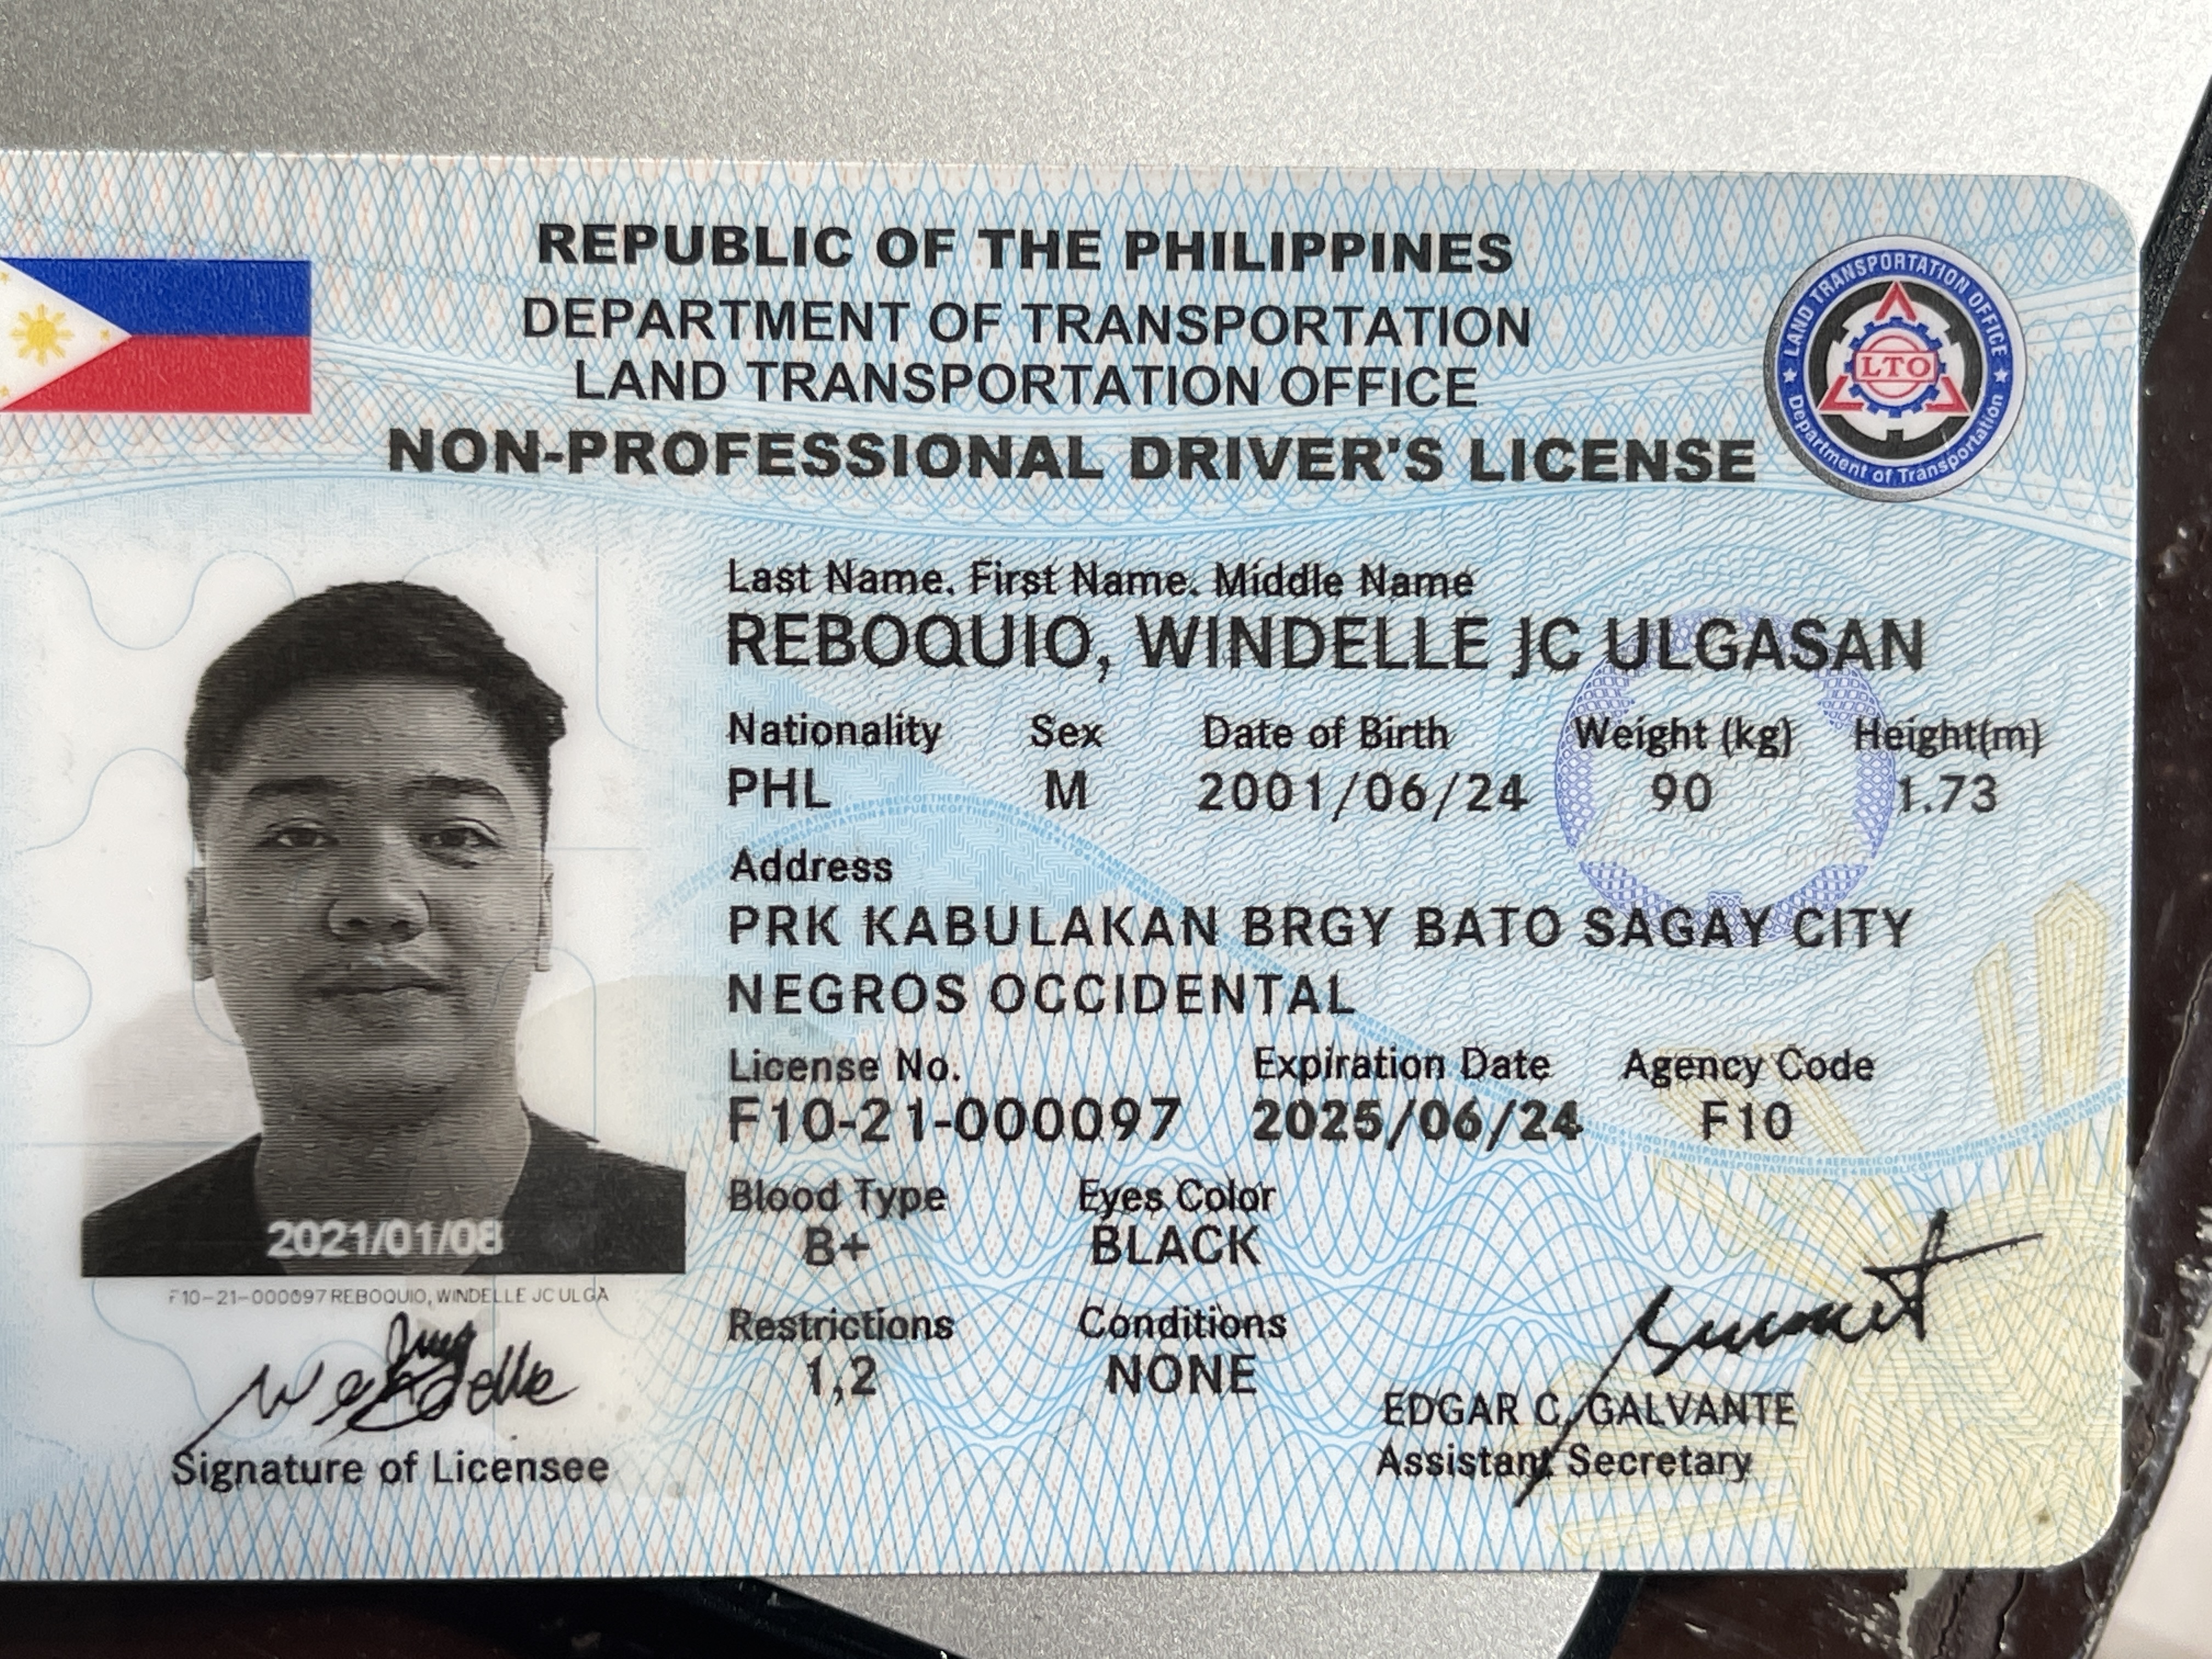 REPUBLIC OF THE PHILIPPINES
DEPARTMENT OF TRANSPORTATION
LAND TRANSPORTATION OFFICE
NON-PROFESSIONAL DRIVER'S LICENSE
LAND TRANSPORTATION OFFICE
Department of Transportation
LTO
Last Name, First Name, Middle Name
REBOQUIO, WINDELLE JC ULGASAN
Nationality Sex Date of Birth Weight (kg) Height(m)
PHL M 2001/06/24 90 1.73
Address
PRK KABULAKAN BRGY BATO SAGAY CITY
NEGROS OCCIDENTAL
License No. Expiration Date Agency Code
F10-21-000097 2025/06/24 F10
Blood Type Eyes Color
B+ BLACK
Restrictions Conditions
1,2 NONE
2021/01/08
F10-21-000097REBOQUIO,WINDELLE JC ULGA
Signature of Licensee
EDGAR C. GALVANTE
Assistant Secretary